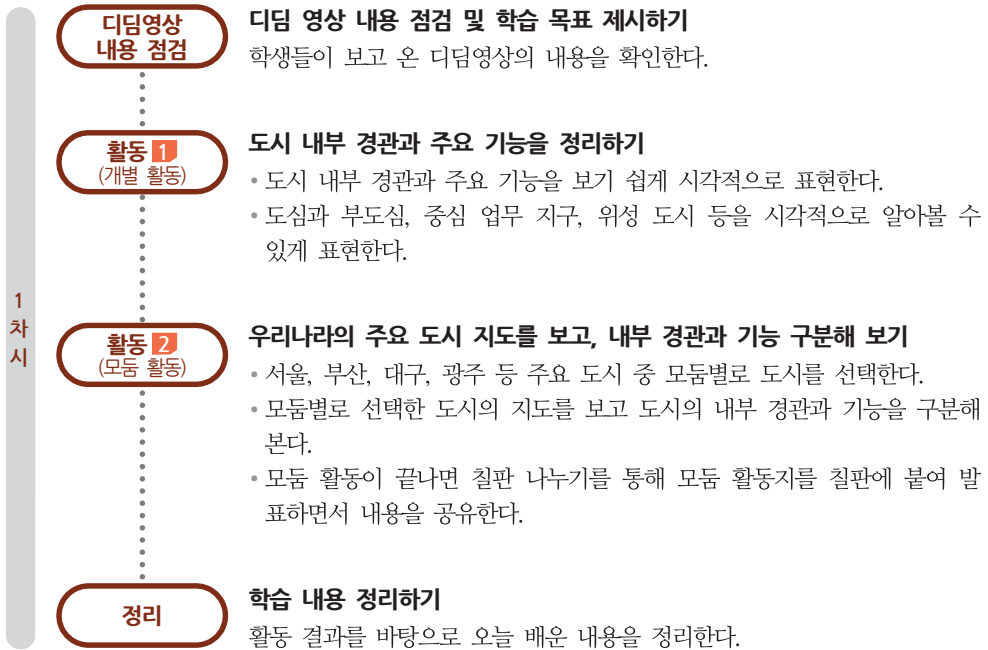 1
차
시
디딤영상
내용 점검
디딤 영상 내용 점검 및 학습 목표 제시하기
학생들이 보고 온 디딤영상의 내용을 확인한다.
활동 1
(개별 활동)
도시 내부 경관과 주요 기능을 정리하기
• 도시 내부 경관과 주요 기능을 보기 쉽게 시각적으로 표현한다.
• 도심과 부도심, 중심 업무 지구, 위성 도시 등을 시각적으로 알아볼 수
있게 표현한다.
활동 2
(모둠 활동)
우리나라의 주요 도시 지도를 보고, 내부 경관과 기능 구분해 보기
• 서울, 부산, 대구, 광주 등 주요 도시 중 모둠별로 도시를 선택한다.
• 모둠별로 선택한 도시의 지도를 보고 도시의 내부 경관과 기능을 구분해
본다.
• 모둠 활동이 끝나면 칠판 나누기를 통해 모둠 활동지를 칠판에 붙여 발
표하면서 내용을 공유한다.
정리
학습 내용 정리하기
활동 결과를 바탕으로 오늘 배운 내용을 정리한다.